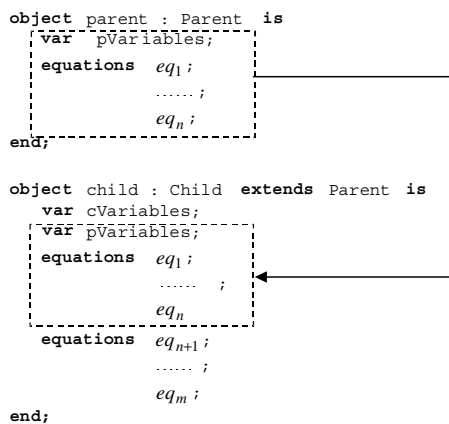 object parent : Parent is
var pVariables;
equations eq₁ ;
...... ;
eqₙ ;
end;
object child : Child extends Parent is
var cVariables;
var pVariables;
equations eq₁ ;
...... ;
eqₙ
equations eqₙ₊₁ ;
...... ;
eqₘ ;
end;